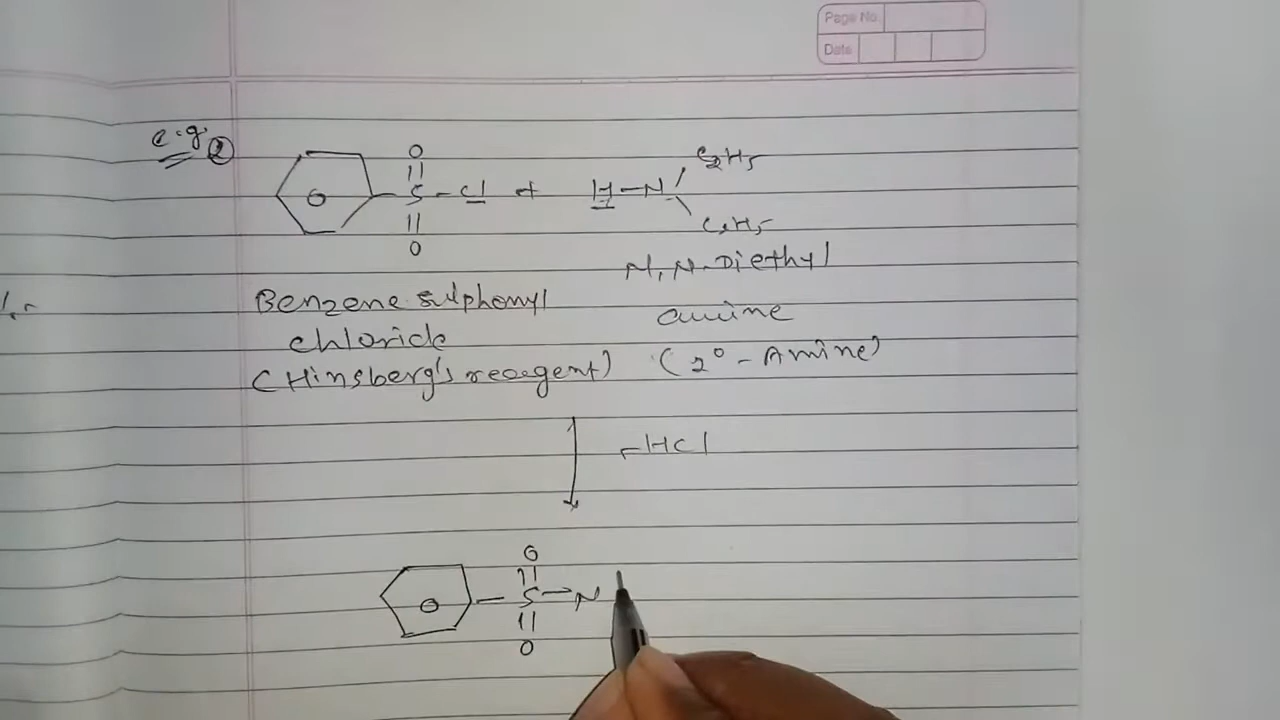 Page No.
Date
e.g. 2
O
S - Cl + H - N
C2H5
C2H5
O
N, N-Diethyl
amine
(2° - Amine)
Benzene sulphonyl
chloride
(Hinsberg's reagent)
-HCl
O
S - N
O